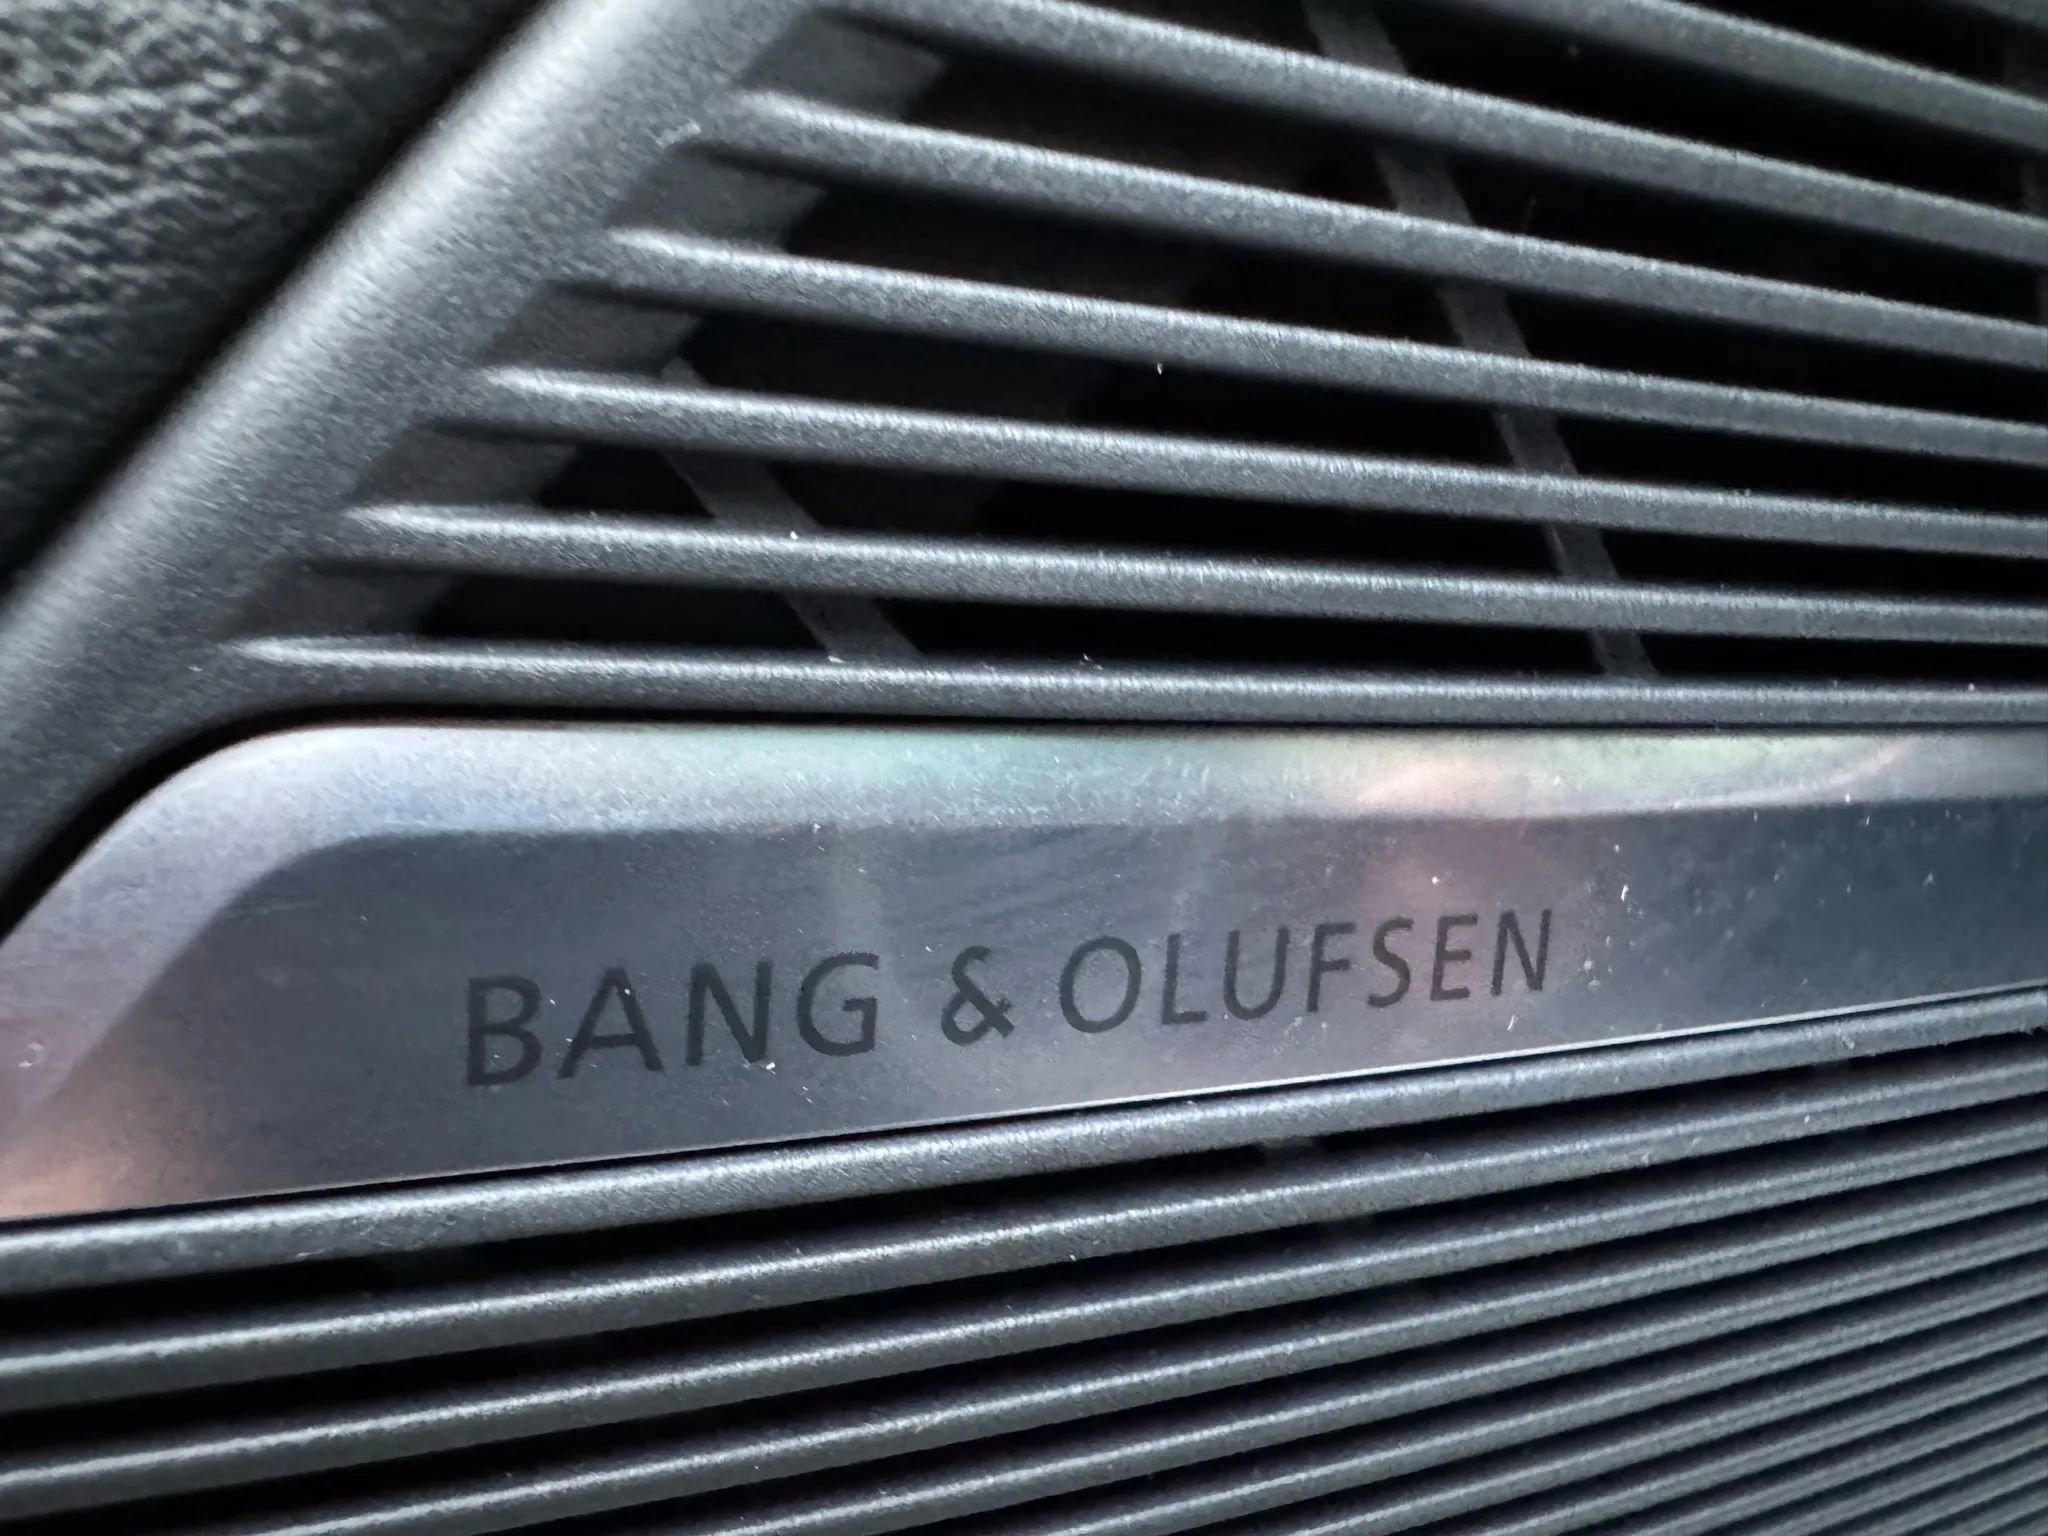 BANG & OLUFSEN